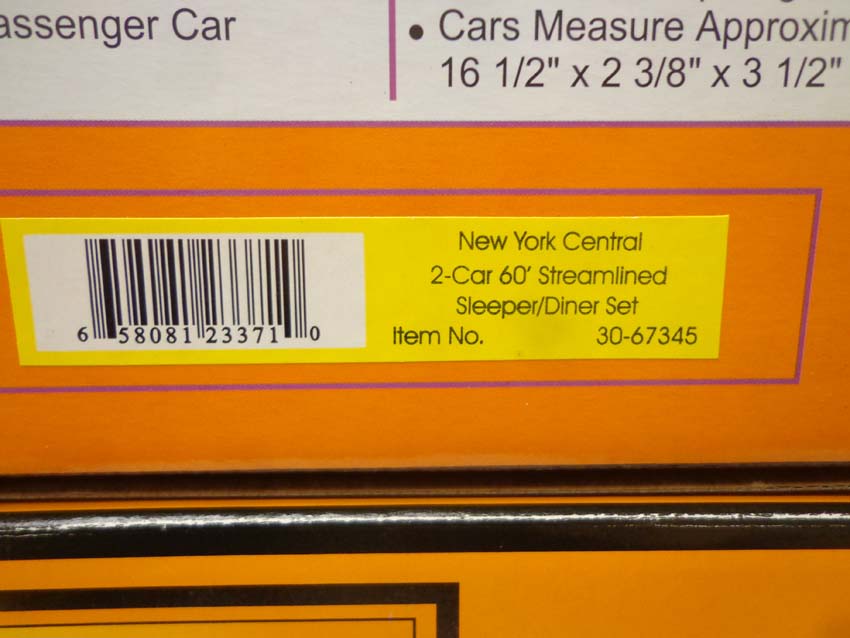 assenger Car
• Cars Measure Approxim
16 1/2" x 2 3/8" x 3 1/2"
New York Central
2-Car 60' Streamlined
Sleeper/Diner Set
Item No. 30-67345
6 58081 23371 0